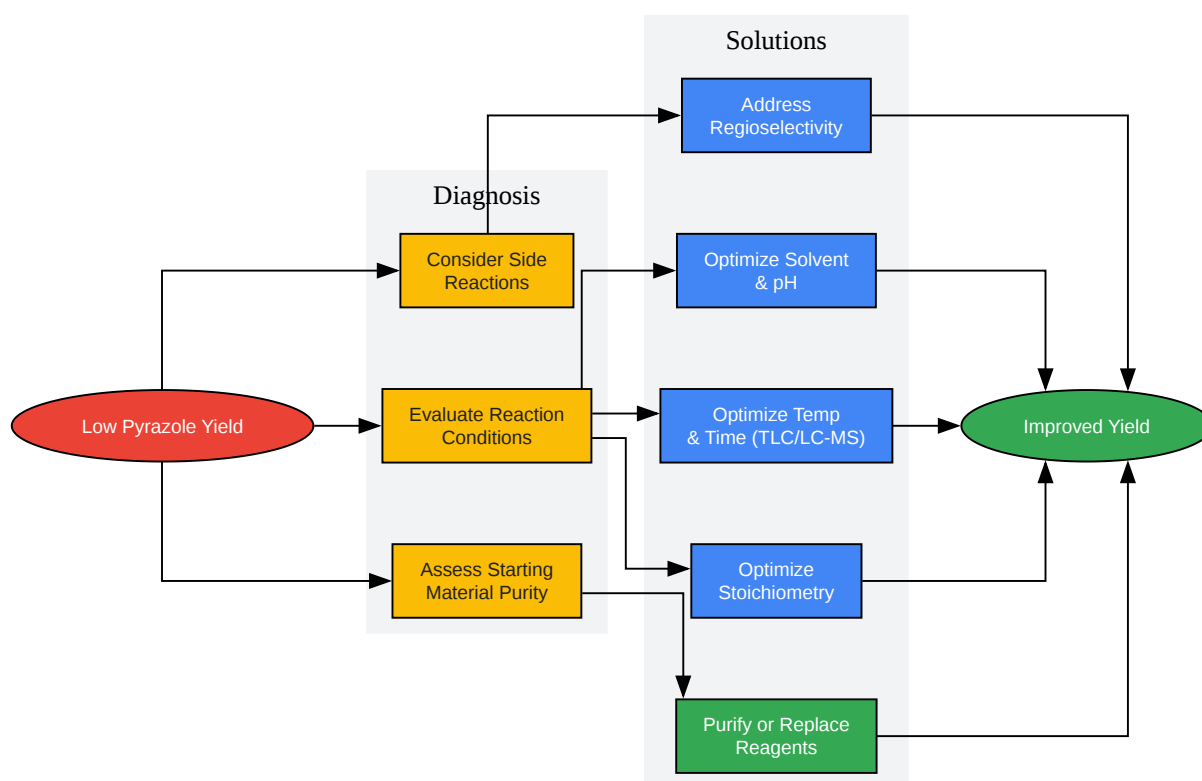 Solutions
Address
Regioselectivity
Diagnosis
Consider Side
Reactions
Optimize Solvent
& pH
Low Pyrazole Yield
Evaluate Reaction
Conditions
Optimize Temp
& Time (TLC/LC-MS)
Improved Yield
Assess Starting
Material Purity
Optimize
Stoichiometry
Purify or Replace
Reagents